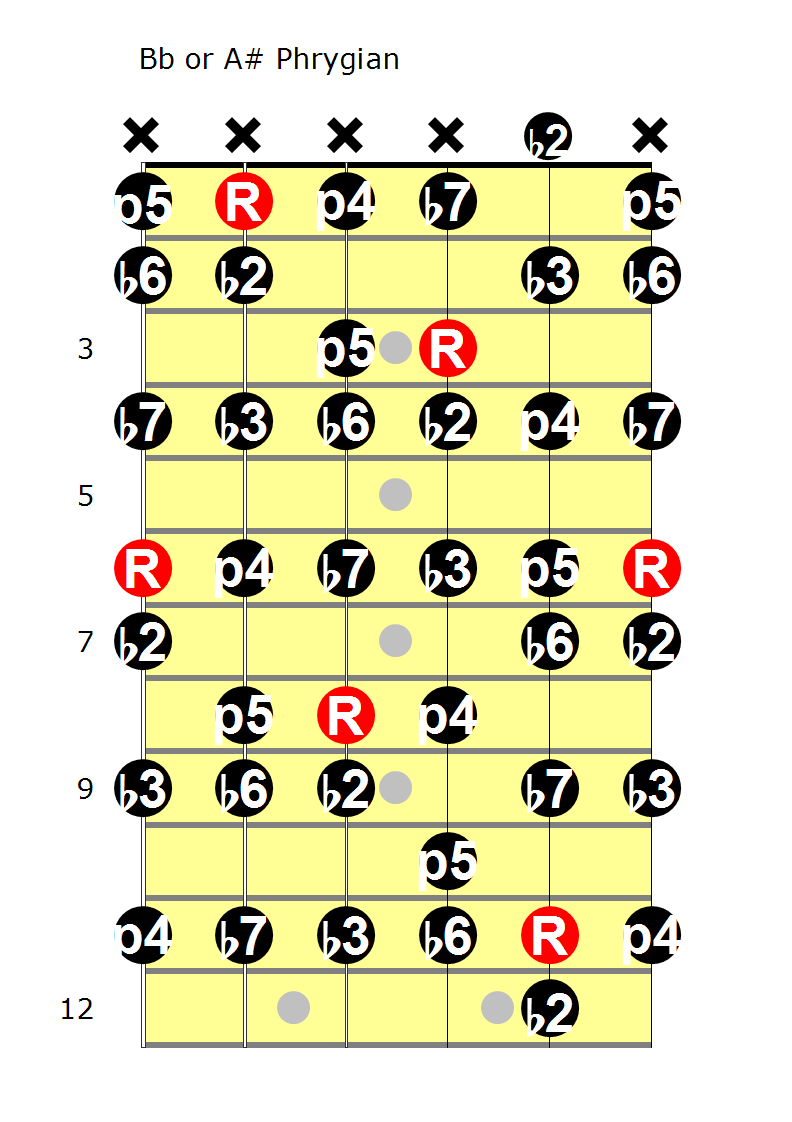 Bb or A# Phrygian
× × × × ♭2 ×
p5 R p4 ♭7 p5
♭6 ♭2 ♭3 ♭6
3 p5 R
♭7 ♭3 ♭6 ♭2 p4 ♭7
5
R p4 ♭7 ♭3 p5 R
7 ♭2 ♭6 ♭2
p5 R p4
9 ♭3 ♭6 ♭2 ♭7 ♭3
p5
p4 ♭7 ♭3 ♭6 R p4
12 ♭2